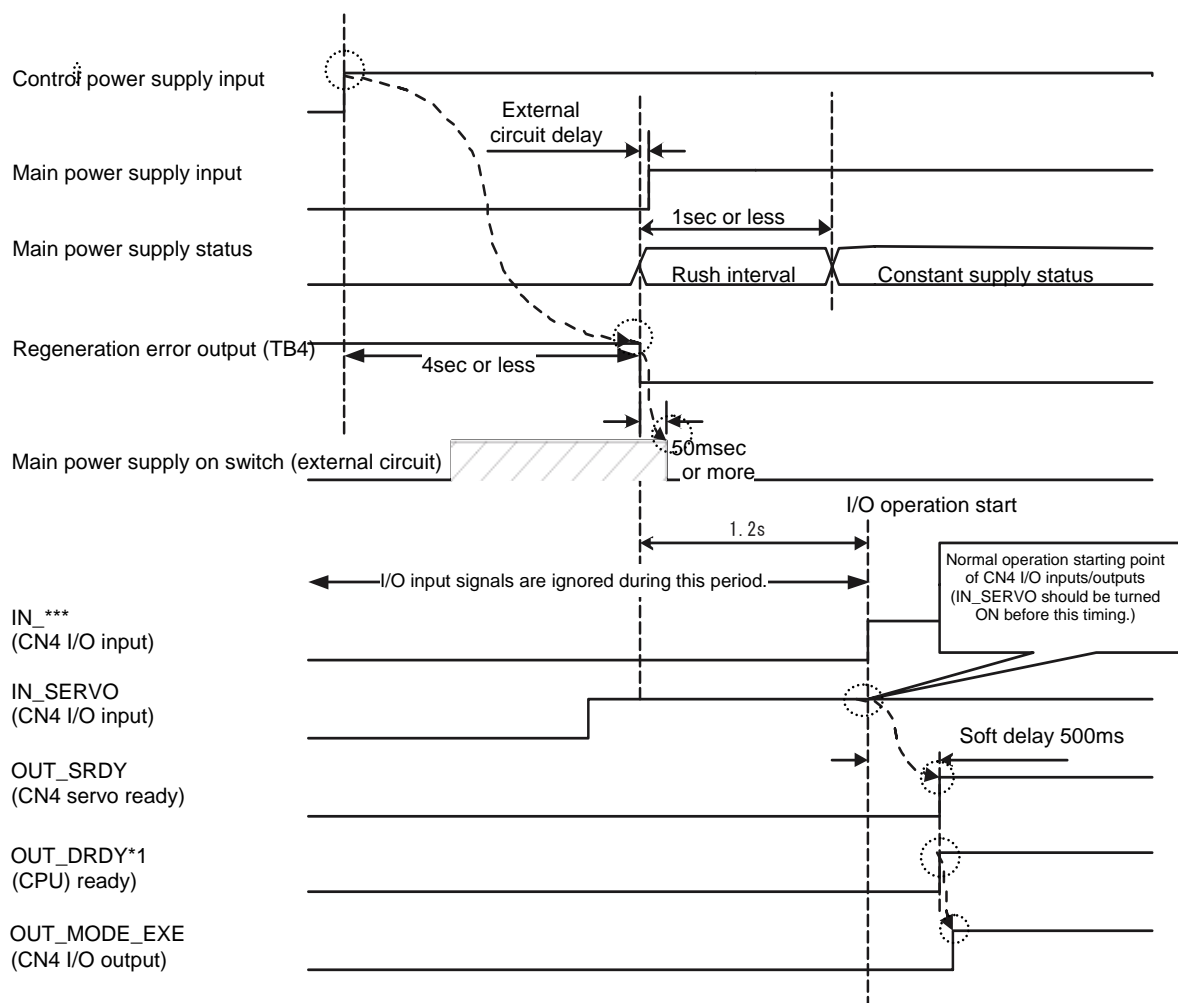 Control power supply input
External
circuit delay
Main power supply input
1sec or less
Main power supply status
Rush interval
Constant supply status
Regeneration error output (TB4)
4sec or less
Main power supply on switch (external circuit)
50msec
or more
I/O operation start
1.2s
Normal operation starting point
of CN4 I/O inputs/outputs
(IN_SERVO should be turned
ON before this timing.)
I/O input signals are ignored during this period.
IN_***
(CN4 I/O input)
IN_SERVO
(CN4 I/O input)
Soft delay 500ms
OUT_SRDY
(CN4 servo ready)
OUT_DRDY*1
(CPU) ready)
OUT_MODE_EXE
(CN4 I/O output)